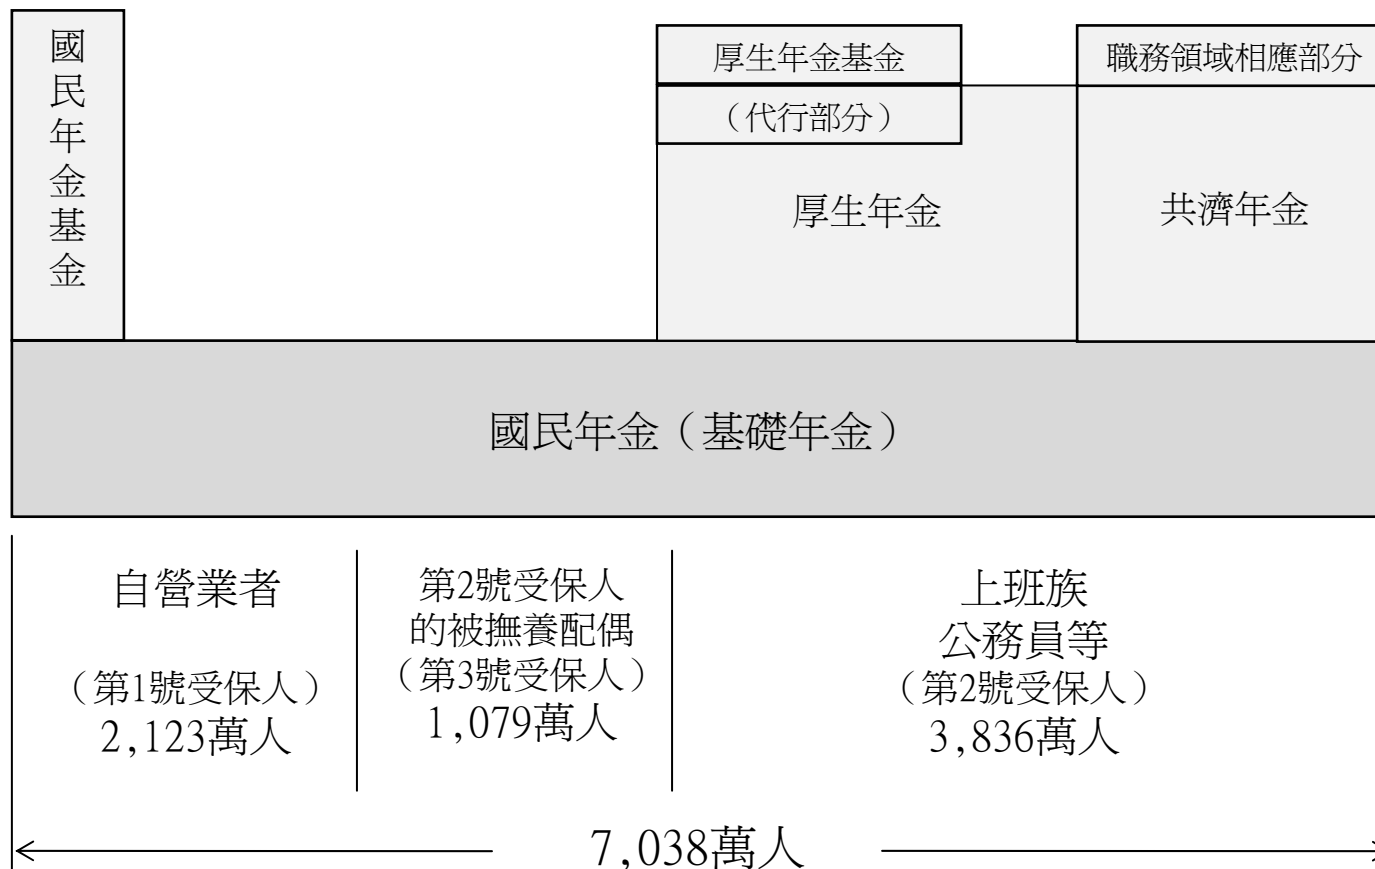 國民年金基金
厚生年金基金
職務領域相應部分
（代行部分）
厚生年金
共濟年金
國民年金（基礎年金）
自營業者
（第1號受保人）
2,123萬人
第2號受保人
的被撫養配偶
（第3號受保人）
1,079萬人
上班族
公務員等
（第2號受保人）
3,836萬人
7,038萬人